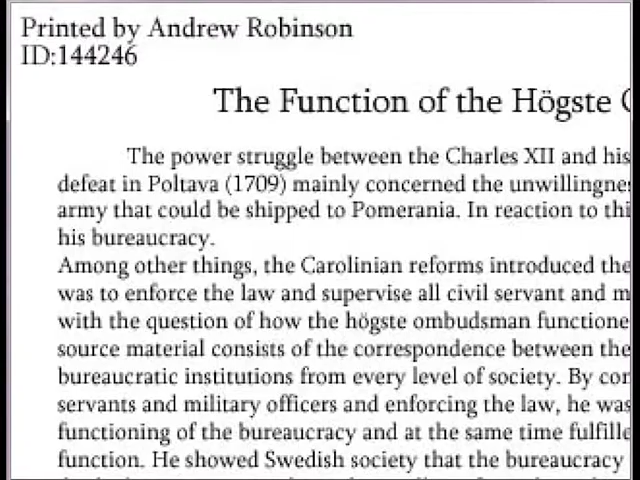 Printed by Andrew Robinson
ID:144246
The Function of the Högste
The power struggle between the Charles XII and his
defeat in Poltava (1709) mainly concerned the
army that could be shipped to Pomerania. In reaction to
his bureaucracy.
Among other things, the Carolinian reforms introduced the
was to enforce the law and supervise all civil servant and
with the question of how the högste ombudsman
source material consists of the correspondence between the
bureaucratic institutions from every level of society. By
servants and military officers and enforcing the law, he was
functioning of the bureaucracy and at the same time
function. He showed Swedish society that the bureaucracy